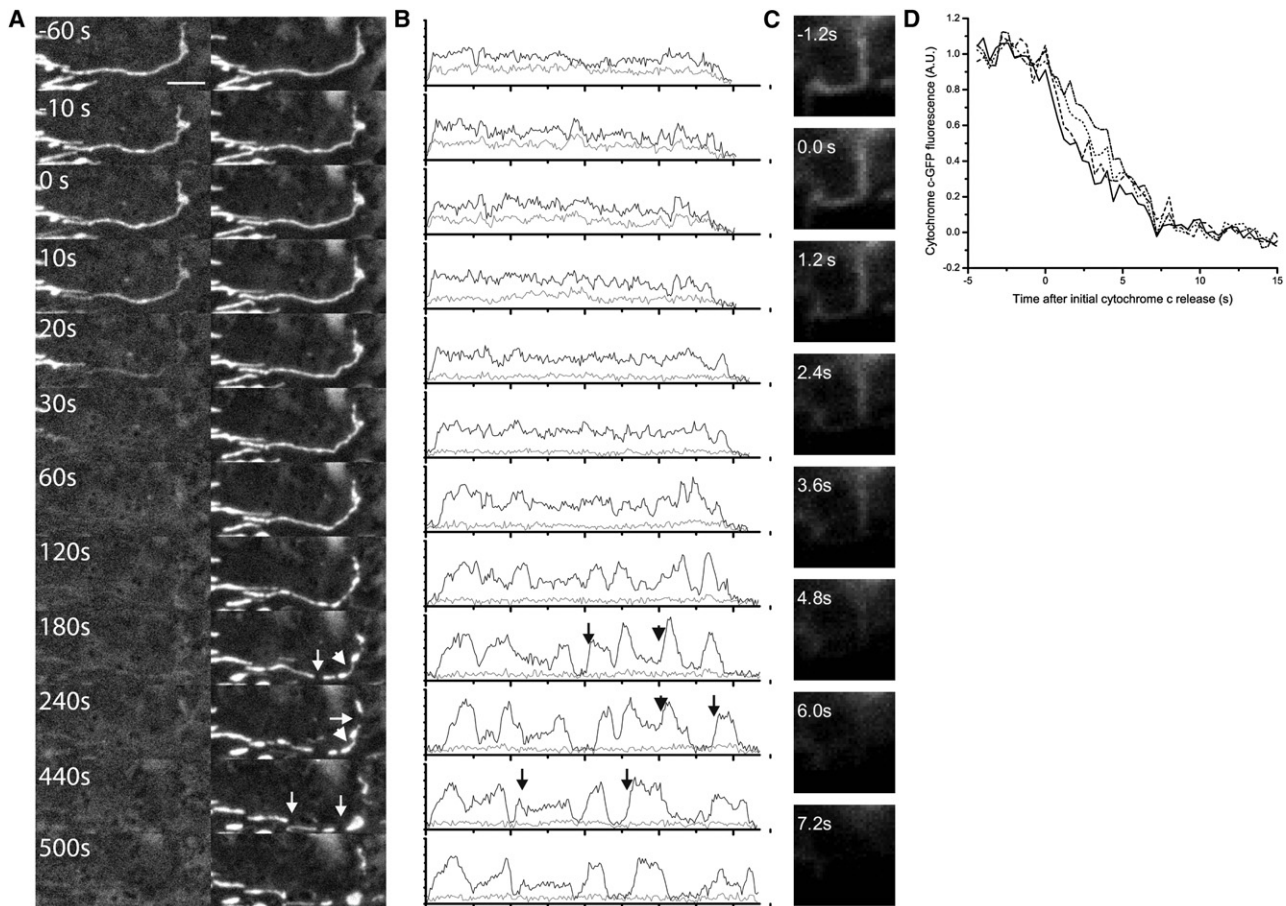 A
B
C
D
-60 s
-10 s
0 s
10s
20s
30s
60s
120s
180s
240s
440s
500s
-1.2s
0.0 s
1.2 s
2.4s
3.6s
4.8s
6.0s
7.2s
Cytochrome c-GFP fluorescence (A.U.)
1.2
1.0
0.8
0.6
0.4
0.2
0.0
-0.2
-5
0
5
10
15
Time after initial cytochrome c release (s)